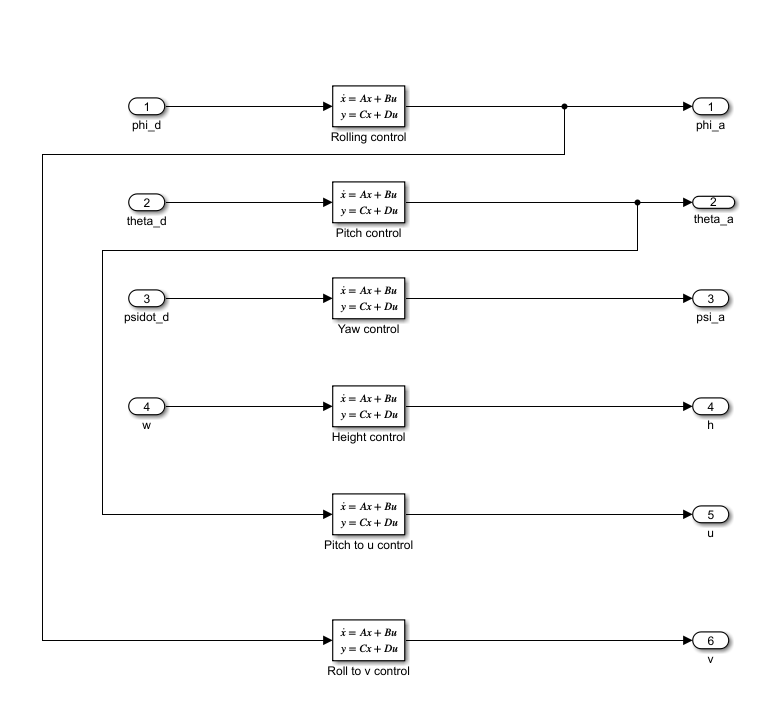 1
phi_d
ẋ = Ax + Bu
y = Cx + Du
Rolling control
1
phi_a
2
theta_d
ẋ = Ax + Bu
y = Cx + Du
Pitch control
2
theta_a
3
psidot_d
ẋ = Ax + Bu
y = Cx + Du
Yaw control
3
psi_a
4
w
ẋ = Ax + Bu
y = Cx + Du
Height control
4
h
ẋ = Ax + Bu
y = Cx + Du
Pitch to u control
5
u
ẋ = Ax + Bu
y = Cx + Du
Roll to v control
6
v